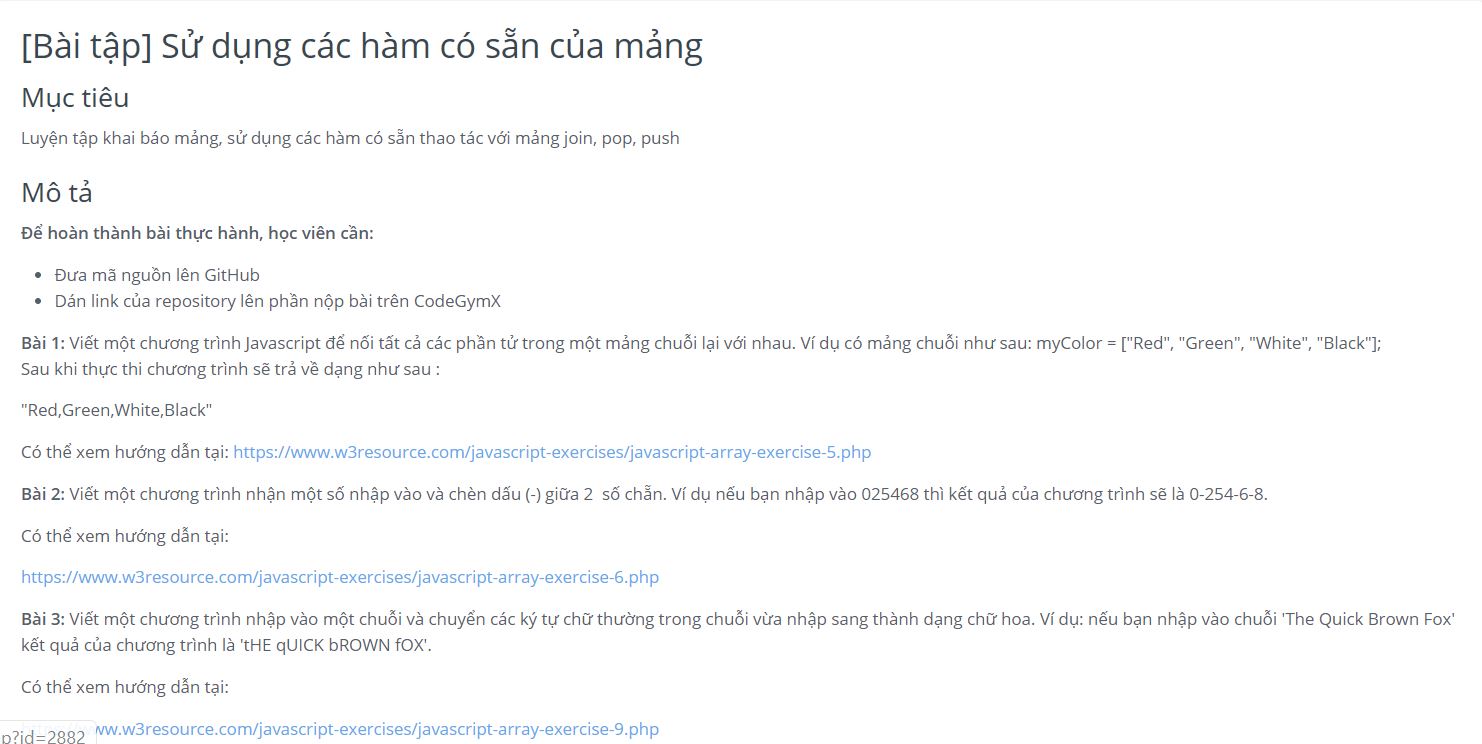 [Bài tập] Sử dụng các hàm có sẵn của mảng
Mục tiêu
Luyện tập khai báo mảng, sử dụng các hàm có sẵn thao tác với mảng join, pop, push
Mô tả
Để hoàn thành bài thực hành, học viên cần:
• Đưa mã nguồn lên GitHub
• Dán link của repository lên phần nộp bài trên CodeGymX
Bài 1: Viết một chương trình Javascript để nối tất cả các phần tử trong một mảng chuỗi lại với nhau. Ví dụ có mảng chuỗi như sau: myColor = ["Red", "Green", "White", "Black"];
Sau khi thực thi chương trình sẽ trả về dạng như sau :
"Red,Green,White,Black"
Có thể xem hướng dẫn tại: https://www.w3resource.com/javascript-exercises/javascript-array-exercise-5.php
Bài 2: Viết một chương trình nhận một số nhập vào và chèn dấu (-) giữa 2  số chẵn. Ví dụ nếu bạn nhập vào 025468 thì kết quả của chương trình sẽ là 0-254-6-8.
Có thể xem hướng dẫn tại:
https://www.w3resource.com/javascript-exercises/javascript-array-exercise-6.php
Bài 3: Viết một chương trình nhập vào một chuỗi và chuyển các ký tự chữ thường trong chuỗi vừa nhập sang thành dạng chữ hoa. Ví dụ: nếu bạn nhập vào chuỗi 'The Quick Brown Fox'
kết quả của chương trình là 'tHE qUICK bROWN fOX'.
Có thể xem hướng dẫn tại:
ww.w3resource.com/javascript-exercises/javascript-array-exercise-9.php
p?id=2882